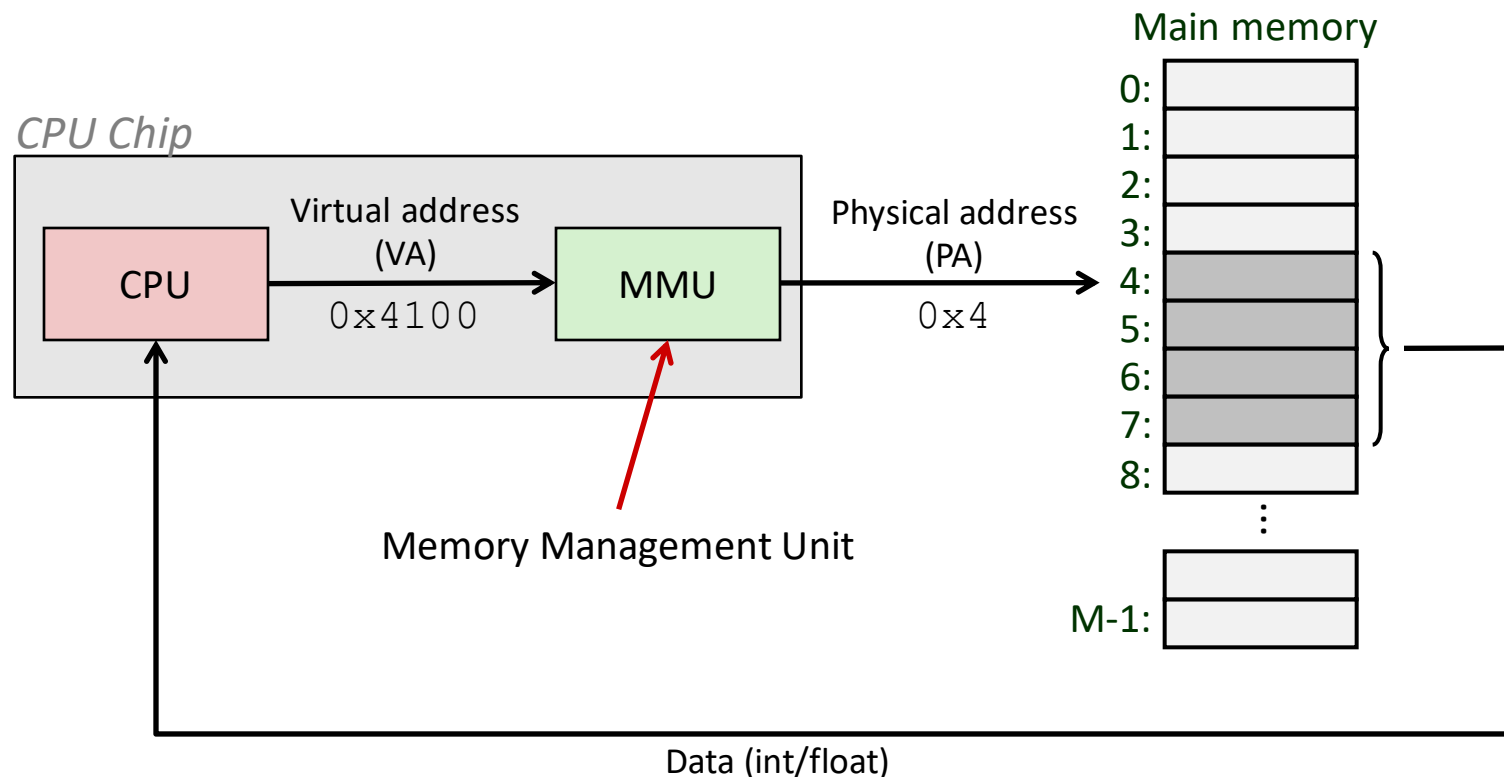 Main memory
0:
1:
2:
3:
4:
5:
6:
7:
8:
...
M-1:
CPU Chip
Virtual address
(VA)
CPU
0x4100
MMU
Physical address
(PA)
0x4
Memory Management Unit
Data (int/float)